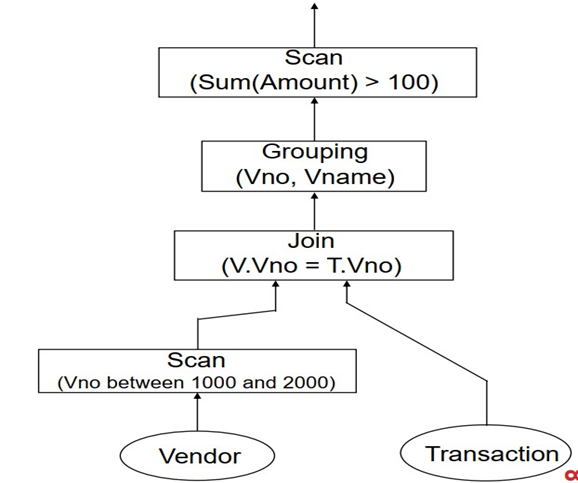 Scan
(Sum(Amount) > 100)
Grouping
(Vno, Vname)
Join
(V.Vno = T.Vno)
Scan
(Vno between 1000 and 2000)
Vendor
Transaction